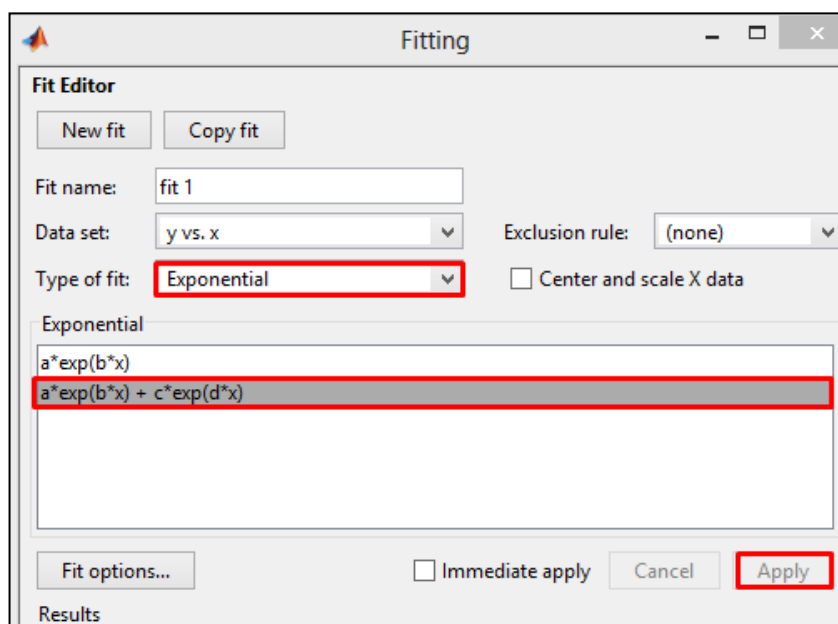 Fitting
Fit Editor
New fit Copy fit
Fit name: fit 1
Data set: y vs. x Exclusion rule: (none)
Type of fit: Exponential Center and scale X data
Exponential
a*exp(b*x)
a*exp(b*x) + c*exp(d*x)
Fit options... Immediate apply Cancel Apply
Results